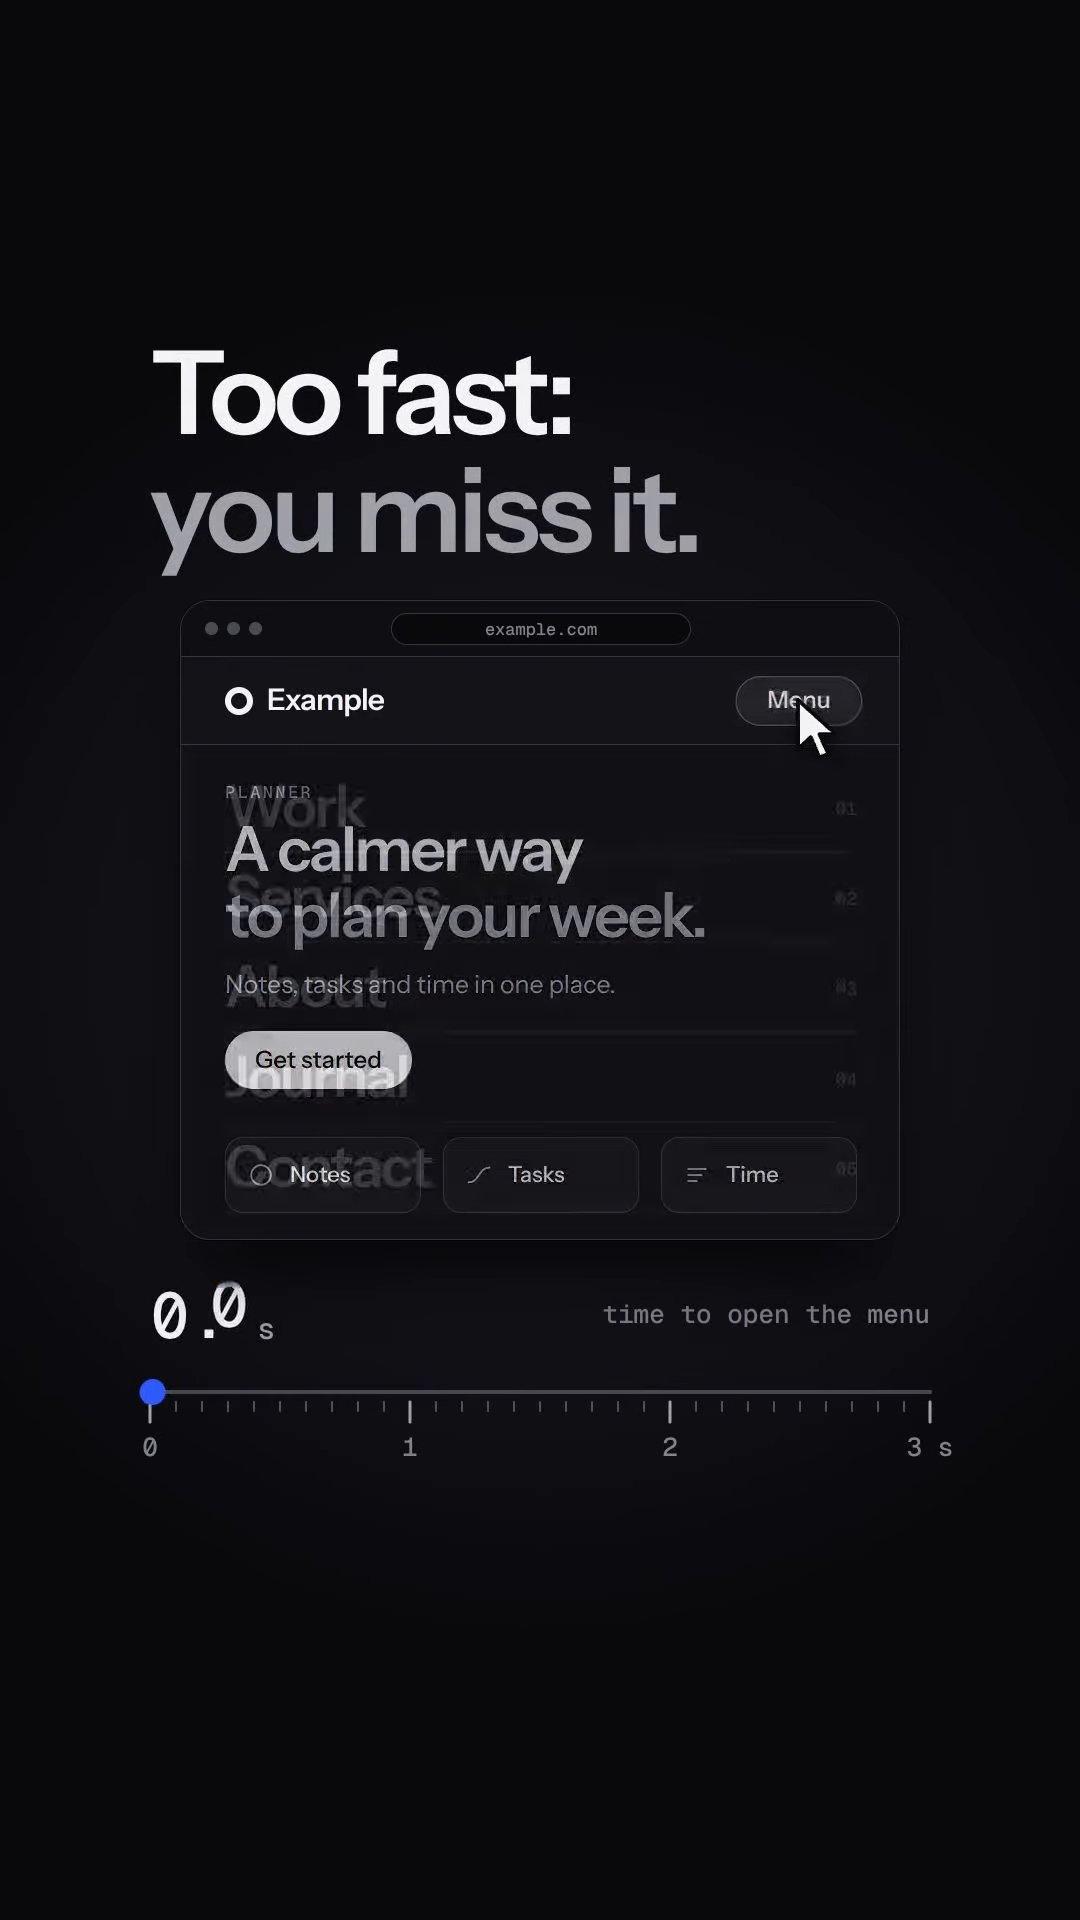 Too fast:
you miss it.
example.com
Example
Menu
PLANNER
Work
01
A calmer way
Services
02
to plan your week.
About
03
Notes, tasks and time in one place.
Get started
Journal
04
Contact
05
Notes
Tasks
Time
0.0 s
time to open the menu
0 1 2 3 s